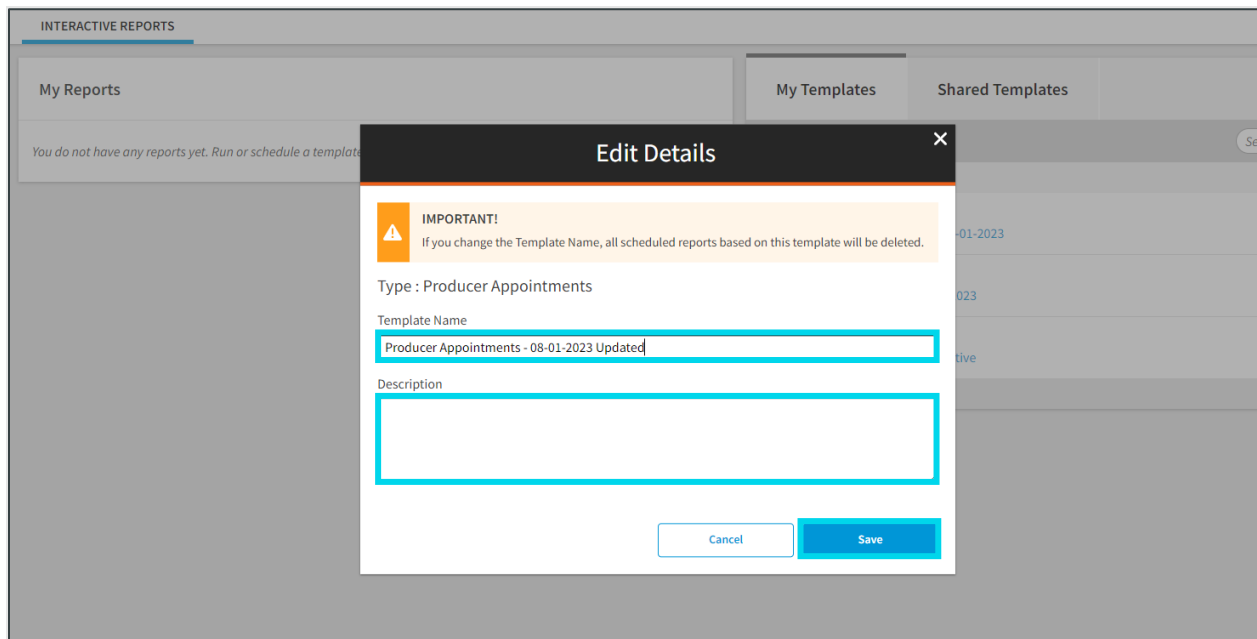 INTERACTIVE REPORTS
My Reports
My Templates
Shared Templates
You do not have any reports yet. Run or schedule a template
Edit Details
IMPORTANT!
If you change the Template Name, all scheduled reports based on this template will be deleted.
-01-2023
Type : Producer Appointments
023
Template Name
Producer Appointments - 08-01-2023 Updated
tive
Description
Cancel
Save